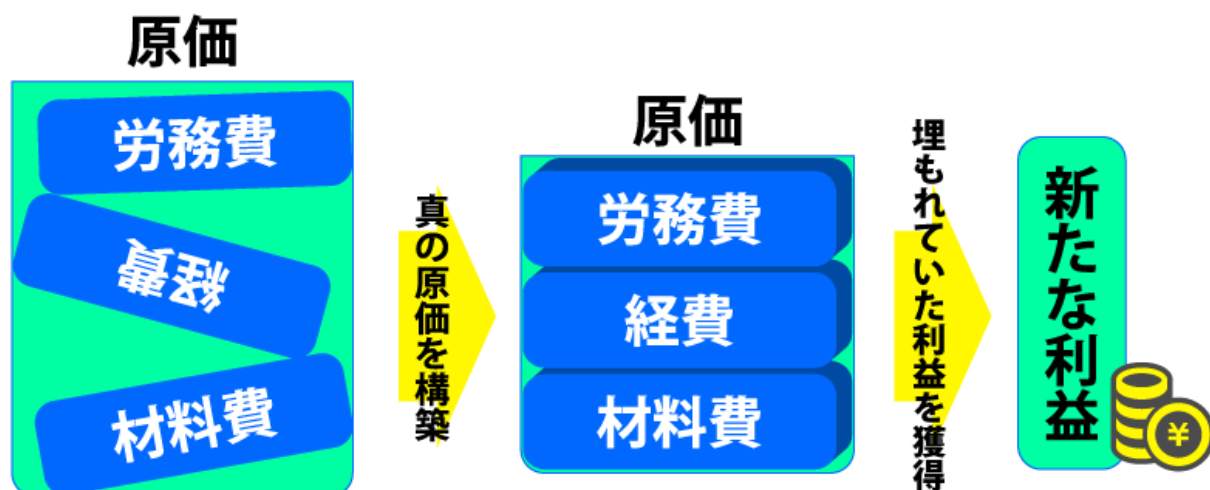 原価
労務費
経費
材料費
真の原価を構築
原価
労務費
経費
材料費
埋もれていた利益を獲得
新たな利益
¥